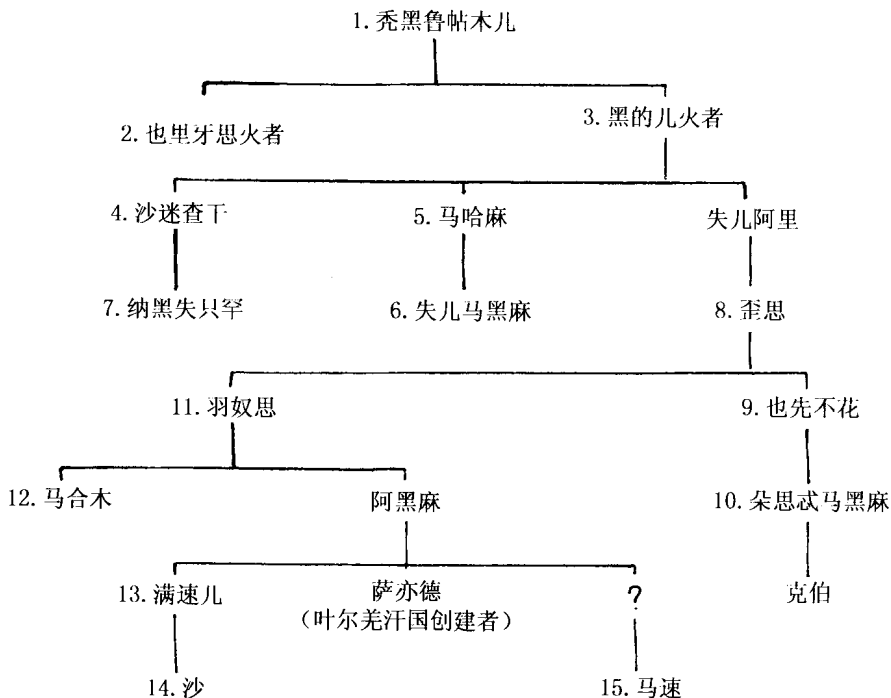 1. 秃黑鲁帖木儿
2. 也里牙思火者
3. 黑的儿火者
4. 沙迷查干
5. 马哈麻
失儿阿里
7. 纳黑失只罕
6. 失儿马黑麻
8. 歪思
11. 羽奴思
9. 也先不花
12. 马合木
阿黑麻
10. 朵思忒马黑麻
13. 满速儿
萨亦德
(叶尔羌汗国创建者)
?
克伯
14. 沙
15. 马速